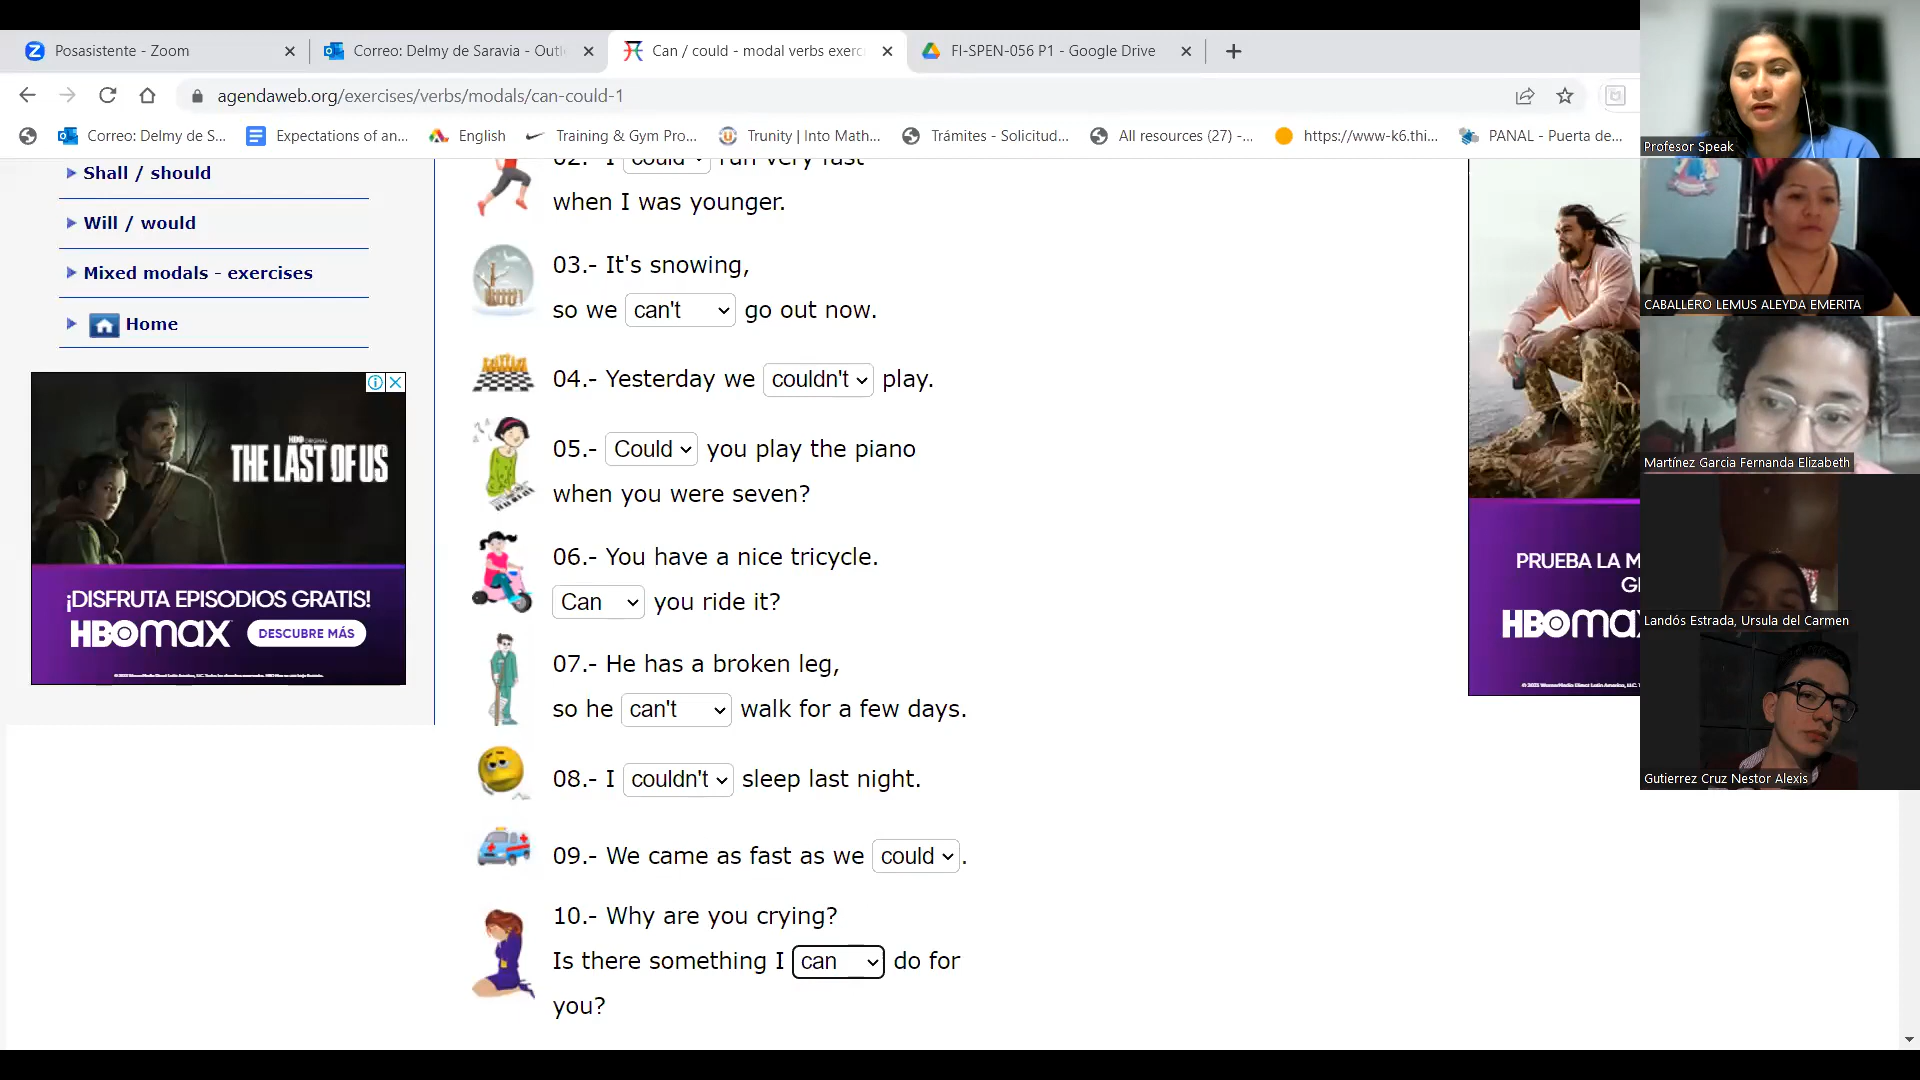 Posasistente - Zoom
Correo: Delmy de Saravia - Outl
Can / could - modal verbs exerc
FI-SPEN-056 P1 - Google Drive
agendaweb.org/exercises/verbs/modals/can-could-1
Correo: Delmy de S...
Expectations of an...
English
Training & Gym Pro...
Trunity | Into Math...
Trámites - Solicitud...
All resources (27) -...
https://www-k6.thi...
PANAL - Puerta de...
Shall / should
Will / would
Mixed modals - exercises
Home
HBO ORIGINAL
THE LAST OF US
¡DISFRUTA EPISODIOS GRATIS!
HBOmax
DESCUBRE MÁS
02.- I could run very fast
when I was younger.
03.- It's snowing,
so we can't go out now.
04.- Yesterday we couldn't play.
05.- Could you play the piano
when you were seven?
06.- You have a nice tricycle.
Can you ride it?
07.- He has a broken leg,
so he can't walk for a few days.
08.- I couldn't sleep last night.
09.- We came as fast as we could.
10.- Why are you crying?
Is there something I can do for
you?
PRUEBA LA M
G
HBOma
Profesor Speak
CABALLERO LEMUS ALEYDA EMERITA
Martínez Garcia Fernanda Elizabeth
Landós Estrada, Ursula del Carmen
Gutierrez Cruz Nestor Alexis